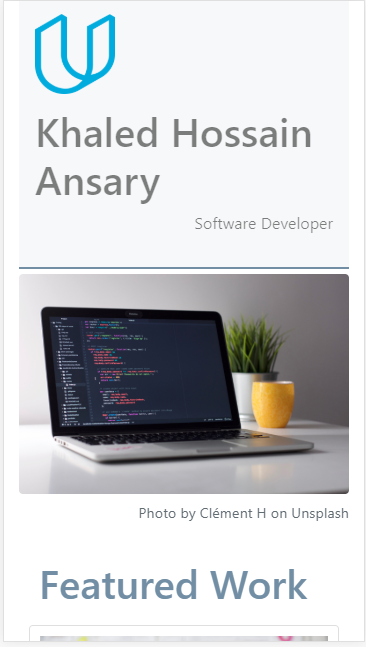 Khaled Hossain
Ansary
Software Developer
Photo by Clément H on Unsplash
Featured Work